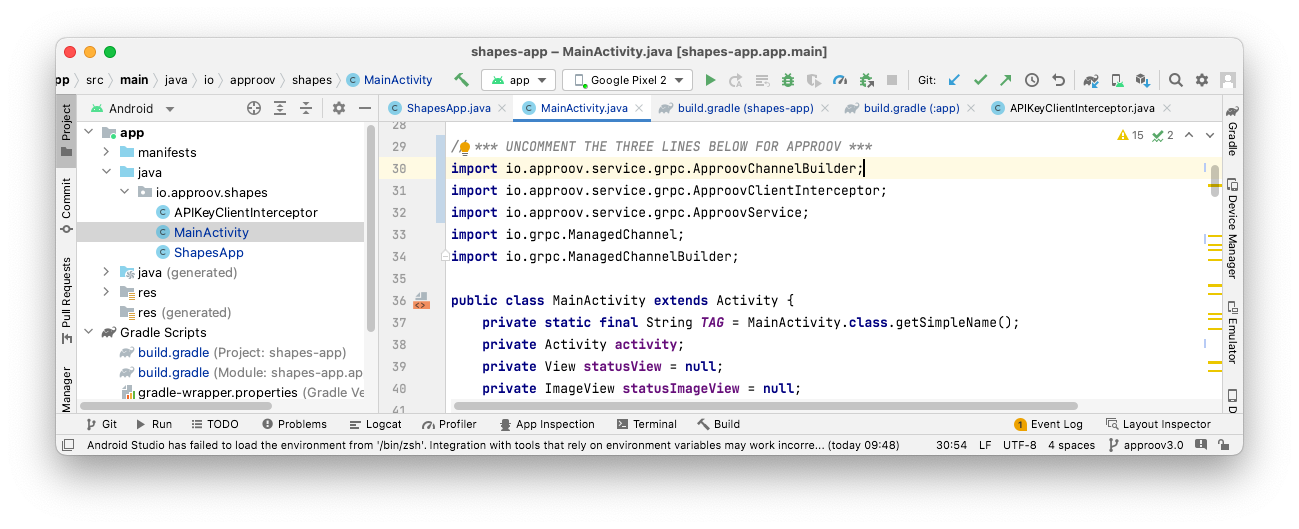 shapes-app – MainActivity.java [shapes-app.app.main]
pp 〉 src 〉 main 〉 java 〉 io 〉 approov 〉 shapes 〉 C MainActivity
app
Google Pixel 2
Git:
Project
Commit
Pull Requests
Manager
Android
app
manifests
java
io.approov.shapes
C APIKeyClientInterceptor
C MainActivity
C ShapesApp
java (generated)
res
res (generated)
Gradle Scripts
build.gradle (Project: shapes-app)
build.gradle (Module: shapes-app.ap
gradle-wrapper.properties (Gradle Ve
C ShapesApp.java
C MainActivity.java
build.gradle (shapes-app)
build.gradle (:app)
C APIKeyClientInterceptor.java
15 2
28
29 / *** UNCOMMENT THE THREE LINES BELOW FOR APPROOV ***
30 import io.approov.service.grpc.ApproovChannelBuilder;
31 import io.approov.service.grpc.ApproovClientInterceptor;
32 import io.approov.service.grpc.ApproovService;
33 import io.grpc.ManagedChannel;
34 import io.grpc.ManagedChannelBuilder;
35
36 <> public class MainActivity extends Activity {
37 private static final String TAG = MainActivity.class.getSimpleName();
38 private Activity activity;
39 private View statusView = null;
40 private ImageView statusImageView = null;
41
Gradle
Device Manager
Emulator
D
Git Run TODO Problems Logcat Profiler App Inspection Terminal Build
1 Event Log Layout Inspector
Android Studio has failed to load the environment from '/bin/zsh'. Integration with tools that rely on environment variables may work incorre... (today 09:48)
30:54 LF UTF-8 4 spaces approov3.0